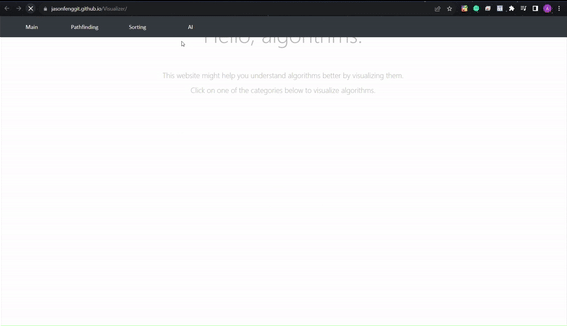 jasonfenggit.github.io/Visualizer/
Main Pathfinding Sorting AI
Hello, algorithms.
This website might help you understand algorithms better by visualizing them.
Click on one of the categories below to visualize algorithms.